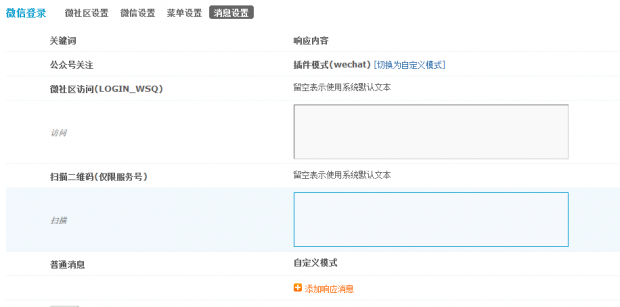 微信登录 微社区设置 微信设置 菜单设置 消息设置
关键词 响应内容
公众号关注 插件模式(wechat) [切换为自定义模式]
微社区访问(LOGIN_WSQ) 留空表示使用系统默认文本
访问
扫描二维码(仅限服务号) 留空表示使用系统默认文本
扫描
普通消息 自定义模式
添加响应消息